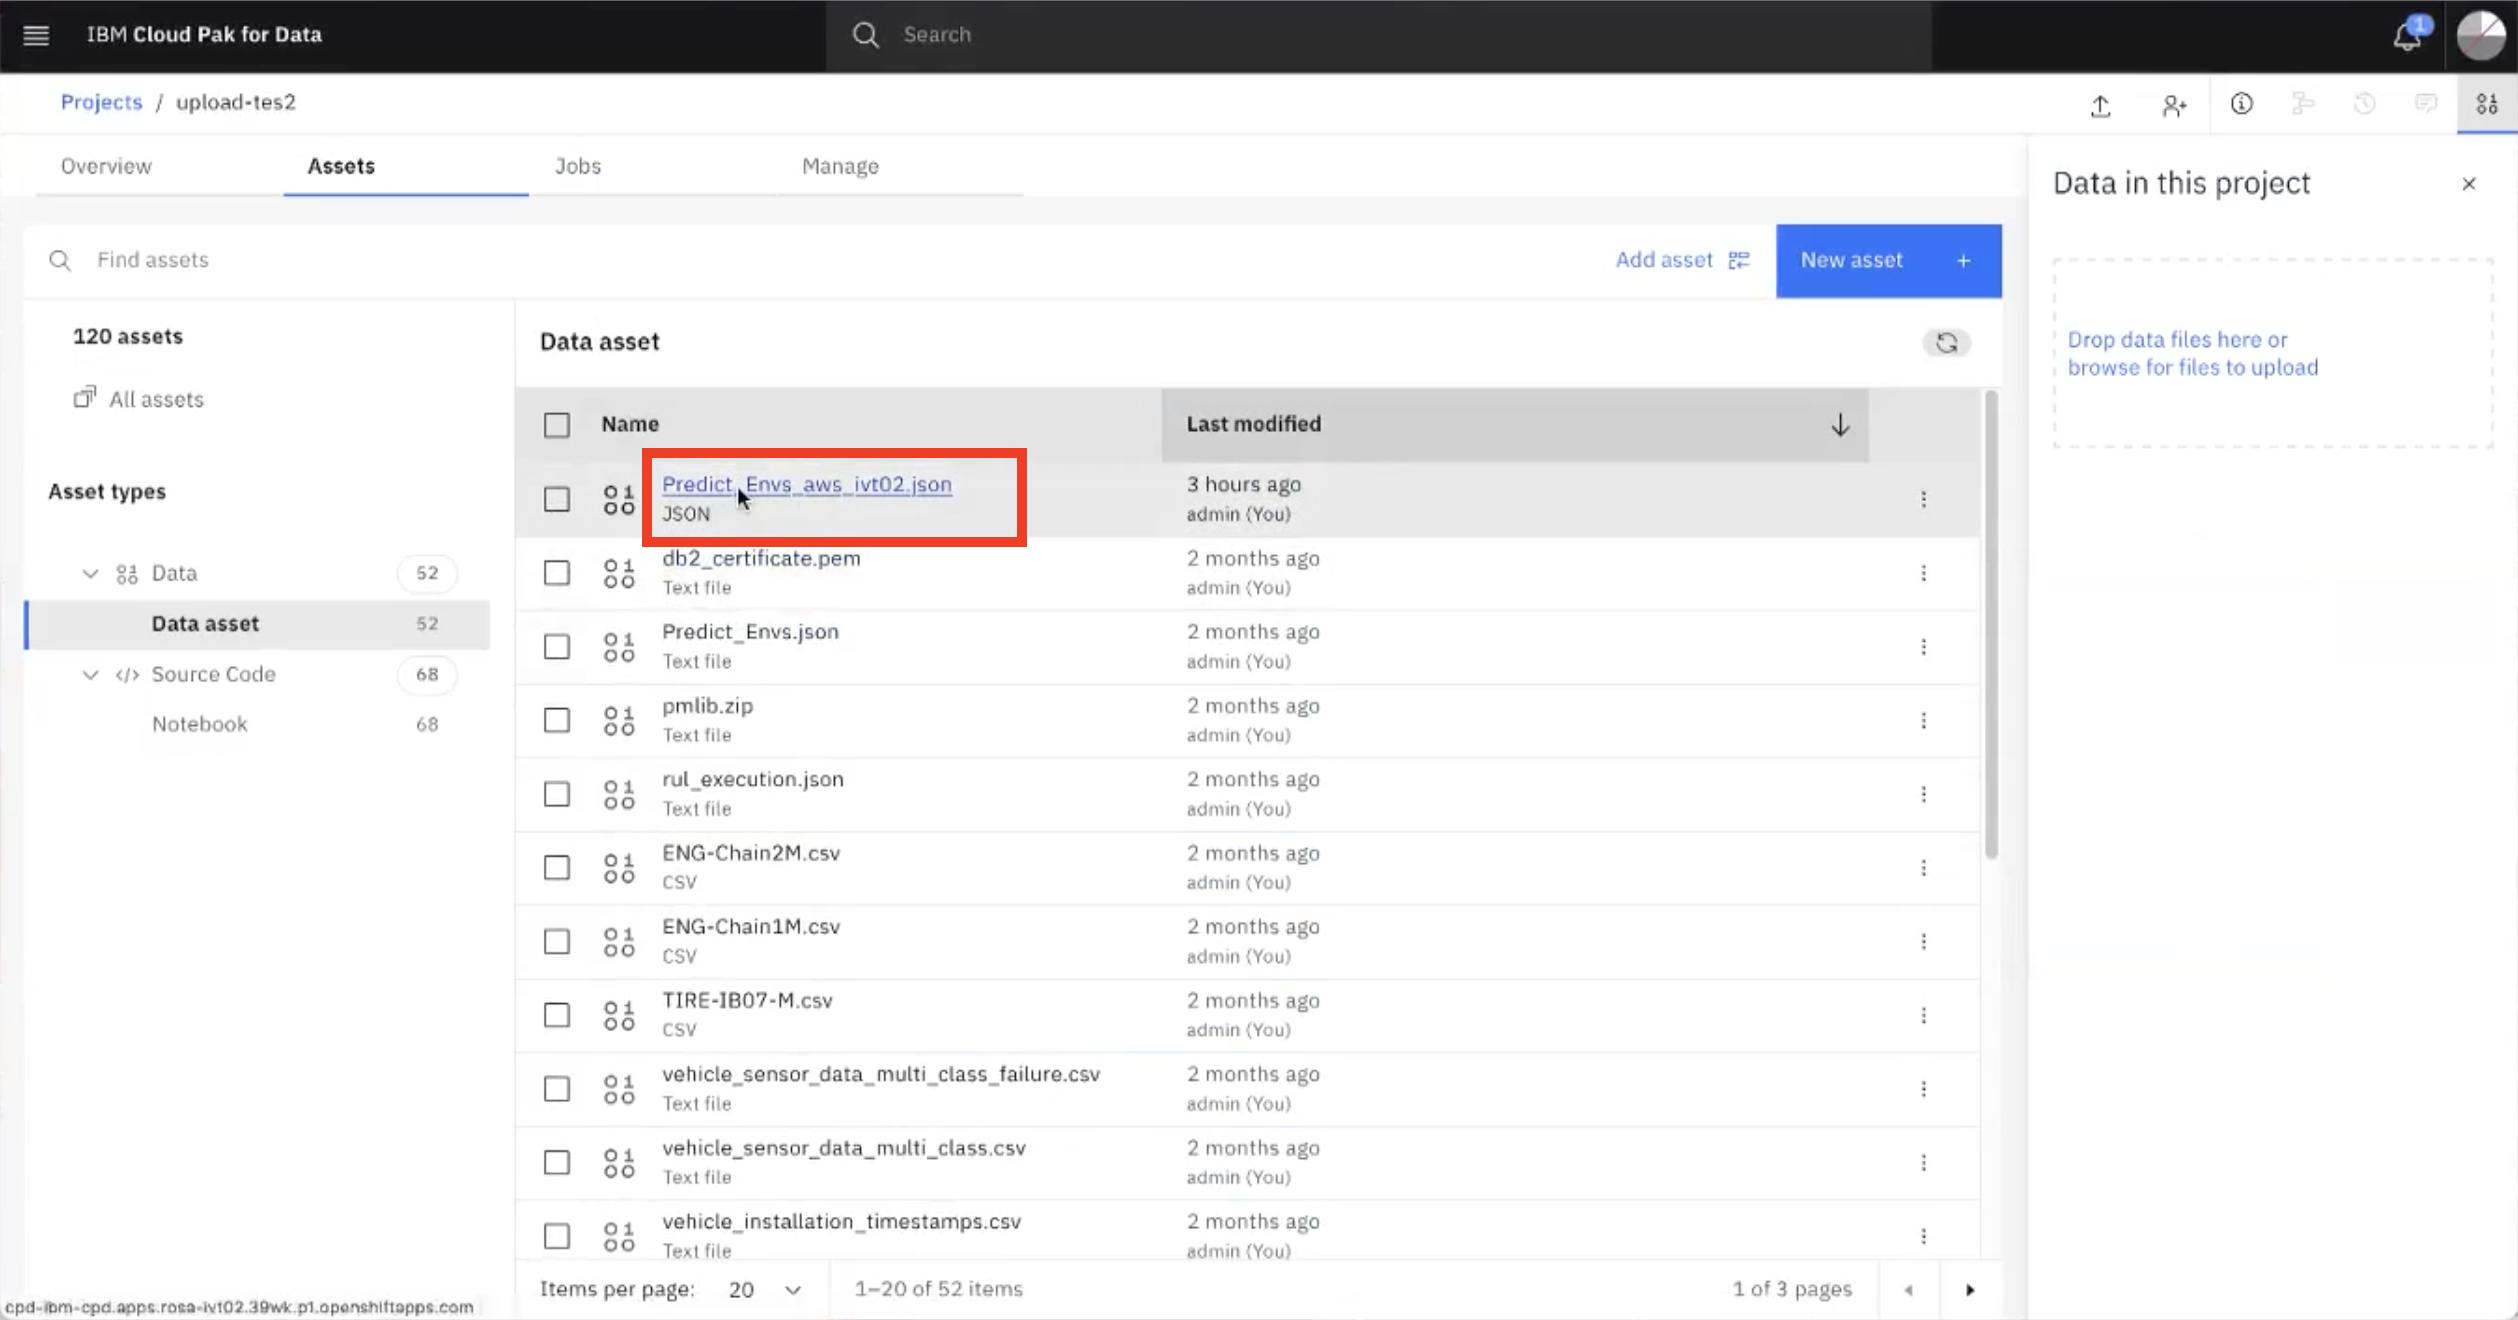 IBM Cloud Pak for Data
Search
1
Projects / upload-tes2
Overview
Assets
Jobs
Manage
Data in this project
Find assets
Add asset
New asset +
Drop data files here or
browse for files to upload
120 assets
All assets
Asset types
Data 52
Data asset 52
Source Code 68
Notebook 68
Data asset
Name
Last modified
Predict_Envs_aws_ivt02.json
JSON
3 hours ago
admin (You)
db2_certificate.pem
Text file
2 months ago
admin (You)
Predict_Envs.json
Text file
2 months ago
admin (You)
pmlib.zip
Text file
2 months ago
admin (You)
rul_execution.json
Text file
2 months ago
admin (You)
ENG-Chain2M.csv
CSV
2 months ago
admin (You)
ENG-Chain1M.csv
CSV
2 months ago
admin (You)
TIRE-IB07-M.csv
CSV
2 months ago
admin (You)
vehicle_sensor_data_multi_class_failure.csv
Text file
2 months ago
admin (You)
vehicle_sensor_data_multi_class.csv
Text file
2 months ago
admin (You)
vehicle_installation_timestamps.csv
Text file
2 months ago
admin (You)
Items per page: 20
1–20 of 52 items
1 of 3 pages
cpd-ibm-cpd.apps.rosa-ivt02.39wk.p1.openshiftapps.com